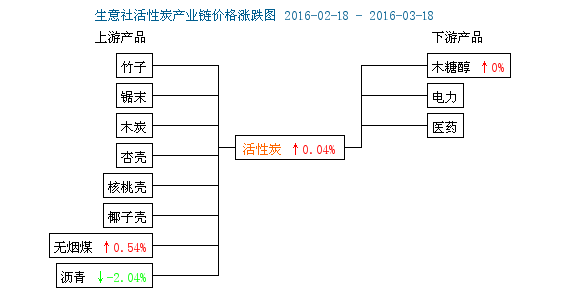 生意社活性炭产业链价格涨跌图 2016-02-18 - 2016-03-18
上游产品
下游产品
竹子
锯末
木炭
杏壳
核桃壳
椰子壳
无烟煤 ↑0.54%
沥青 ↓-2.04%
活性炭 ↑0.04%
木糖醇 ↑0%
电力
医药